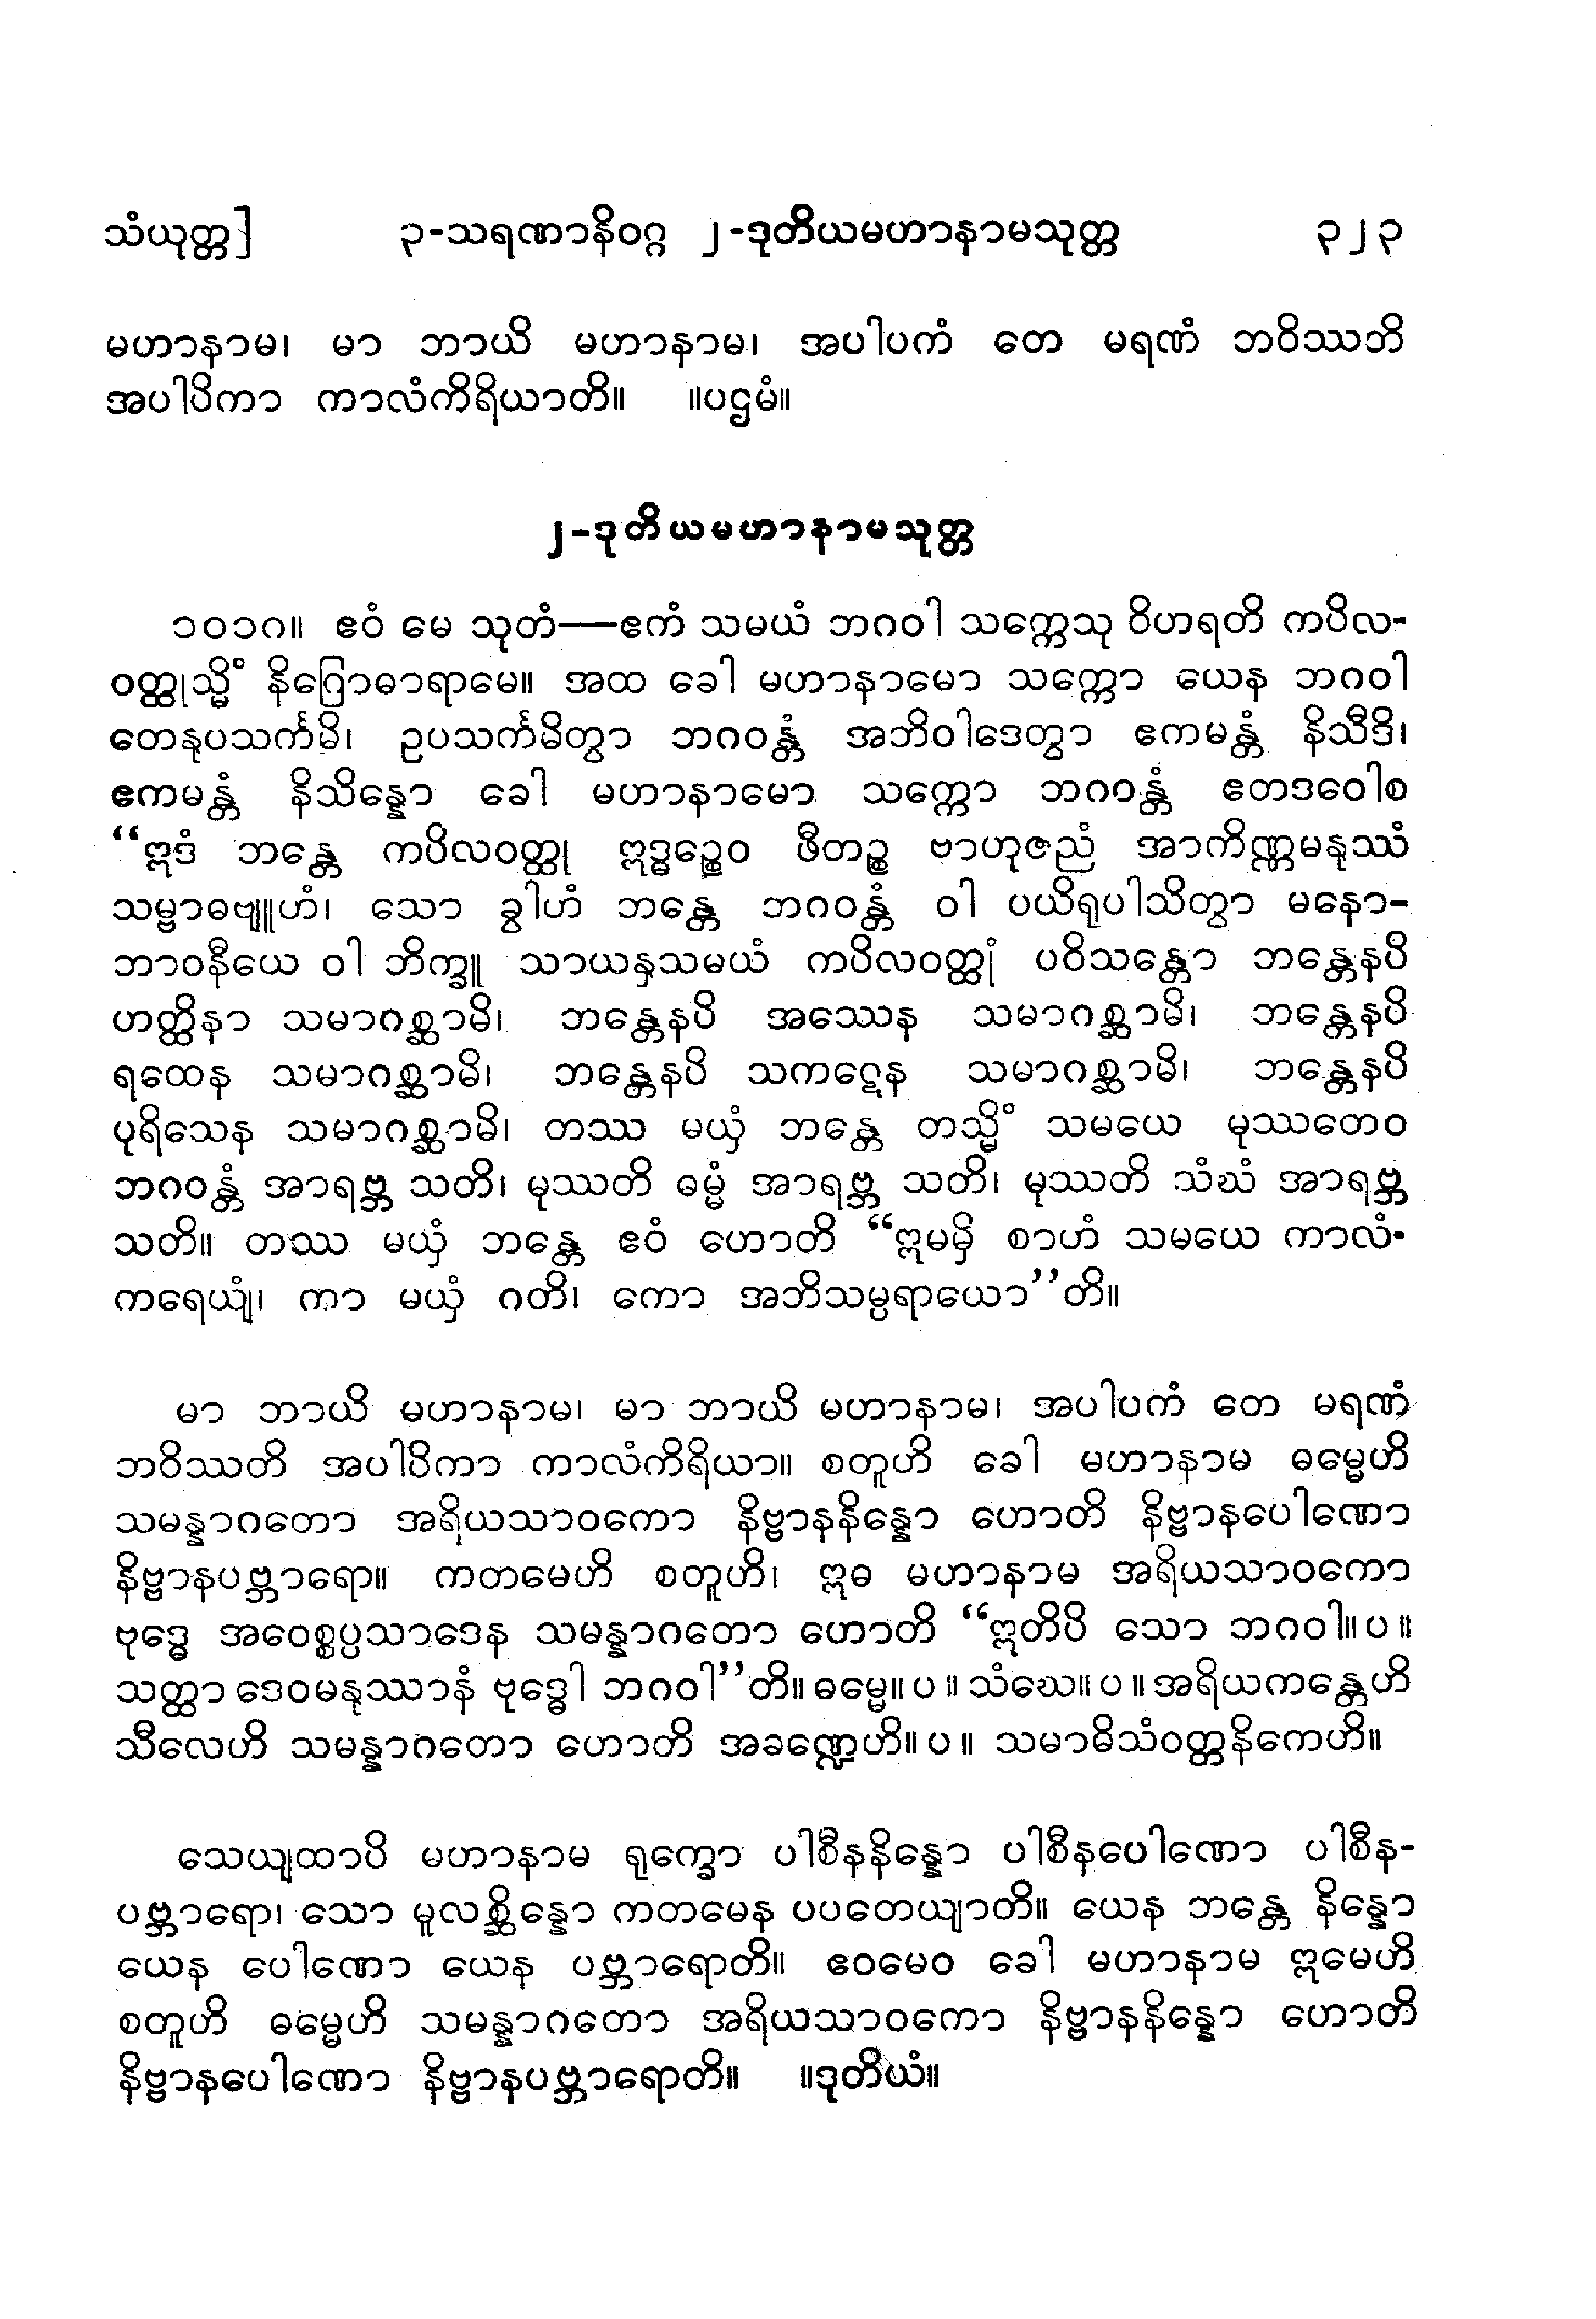 သံယုတ္တ] ၃-သရဏာနိဝဂ္ဂ ၂-ဒုတိယမဟာနာမသုတ္တ ၃၂၃
မဟာနာမ၊ မာ ဘာယိ မဟာနာမ၊ အပါပကံ တေ မရဏံ ဘဝိဿတိ
အပါပိကာ ကာလံကိရိယာတိ။ ။ပဌမံ။
၂-ဒုတိယမဟာနာမသုတ္တ
၁၀၁၈။ ဧဝံ မေ သုတံ——ဧကံ သမယံ ဘဂဝါ သက္ကေသု ဝိဟရတိ ကပိလ-
ဝတ္ထုသ္မိံ နိဂြောဓာရာမေ။ အထ ခေါ မဟာနာမော သက္ကော ယေန ဘဂဝါ
တေနုပသင်္ကမိ၊ ဥပသင်္ကမိတွာ ဘဂဝန္တံ အဘိဝါဒေတွာ ဧကမန္တံ နိသီဒိ၊
ဧကမန္တံ နိသိန္နော ခေါ မဟာနာမော သက္ကော ဘဂဝန္တံ ဧတဒဝေါစ
“ဣဒံ ဘန္တေ ကပိလဝတ္ထု ဣဒ္ဓဉ္စေဝ ဖီတဉ္စ ဗာဟုဇညံ အာကိဏ္ဏမနုဿံ
သမ္ဗာဓဗျူဟံ၊ သော ခွါဟံ ဘန္တေ ဘဂဝန္တံ ဝါ ပယိရုပါသိတွာ မနော-
ဘာဝနီယေ ဝါ ဘိက္ခူ သာယနှသမယံ ကပိလဝတ္ထုံ ပဝိသန္တော ဘန္တေနပိ
ဟတ္ထိနာ သမာဂစ္ဆာမိ၊ ဘန္တေနပိ အဿေန သမာဂစ္ဆာမိ၊ ဘန္တေနပိ
ရထေန သမာဂစ္ဆာမိ၊ ဘန္တေနပိ သကဋေန သမာဂစ္ဆာမိ၊ ဘန္တေနပိ
ပုရိသေန သမာဂစ္ဆာမိ၊ တဿ မယှံ ဘန္တေ တသ္မိံ သမယေ မုဿတေဝ
ဘဂဝန္တံ အာရဗ္ဘ သတိ၊ မုဿတိ ဓမ္မံ အာရဗ္ဘ သတိ၊ မုဿတိ သံဃံ အာရဗ္ဘ
သတိ။ တဿ မယှံ ဘန္တေ ဧဝံ ဟောတိ “ဣမမှိ စာဟံ သမယေ ကာလံ-
ကရေယျံ၊ ကာ မယှံ ဂတိ၊ ကော အဘိသမ္ပရာယော”တိ။
မာ ဘာယိ မဟာနာမ၊ မာ ဘာယိ မဟာနာမ၊ အပါပကံ တေ မရဏံ
ဘဝိဿတိ အပါပိကာ ကာလံကိရိယာ။ စတူဟိ ခေါ မဟာနာမ ဓမ္မေဟိ
သမန္နာဂတော အရိယသာဝကော နိဗ္ဗာနနိန္နော ဟောတိ နိဗ္ဗာနပေါဏော
နိဗ္ဗာနပဗ္ဘာရော။ ကတမေဟိ စတူဟိ၊ ဣဓ မဟာနာမ အရိယသာဝကော
ဗုဒ္ဓေ အဝေစ္စပ္ပသာဒေန သမန္နာဂတော ဟောတိ “ဣတိပိ သော ဘဂဝါ။ ပ ။
သတ္ထာ ဒေဝမနုဿာနံ ဗုဒ္ဓေါ ဘဂဝါ”တိ။ ဓမ္မေ။ ပ ။ သံဃေ။ ပ ။ အရိယကန္တေဟိ
သီလေဟိ သမန္နာဂတော ဟောတိ အခဏ္ဍေဟိ။ ပ ။ သမာဓိသံဝတ္တနိကေဟိ။
သေယျထာပိ မဟာနာမ ရုက္ခော ပါစီနနိန္နော ပါစီနပေါဏော ပါစီန-
ပဗ္ဘာရော၊ သော မူလစ္ဆိန္နော ကတမေန ပပတေယျာတိ။ ယေန ဘန္တေ နိန္နော
ယေန ပေါဏော ယေန ပဗ္ဘာရောတိ။ ဧဝမေဝ ခေါ မဟာနာမ ဣမေဟိ
စတူဟိ ဓမ္မေဟိ သမန္နာဂတော အရိယသာဝကော နိဗ္ဗာနနိန္နော ဟောတိ
နိဗ္ဗာနပေါဏော နိဗ္ဗာနပဗ္ဘာရောတိ။ ။ဒုတိယံ။